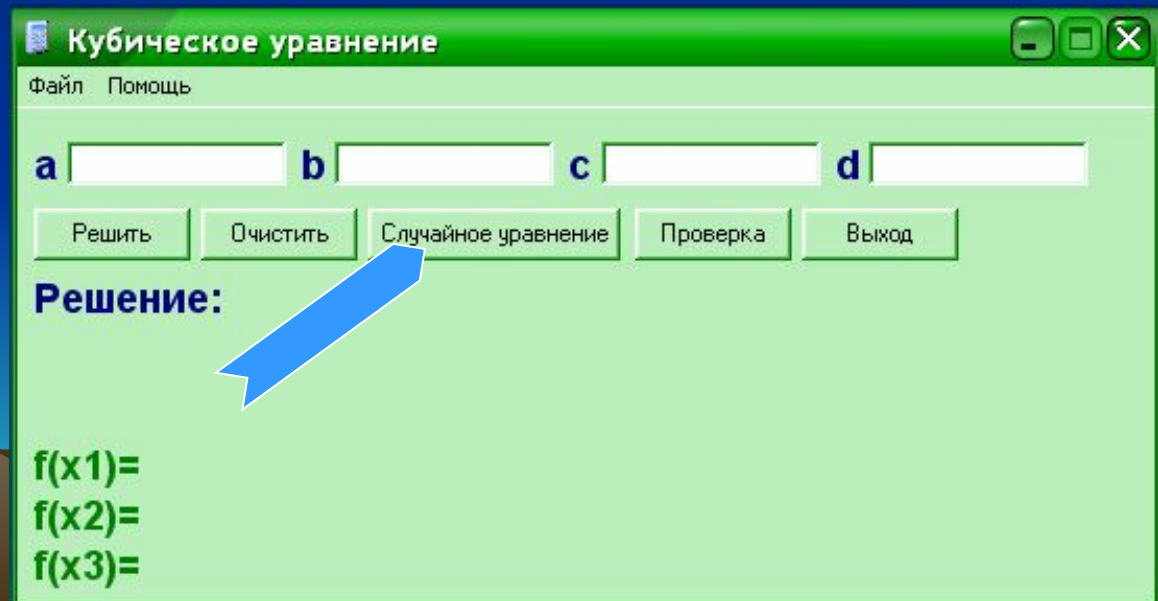 Кубическое уравнение
Файл Помощь
a b c d
Решить Очистить Случайное уравнение Проверка Выход
Решение:
f(x1)=
f(x2)=
f(x3)=